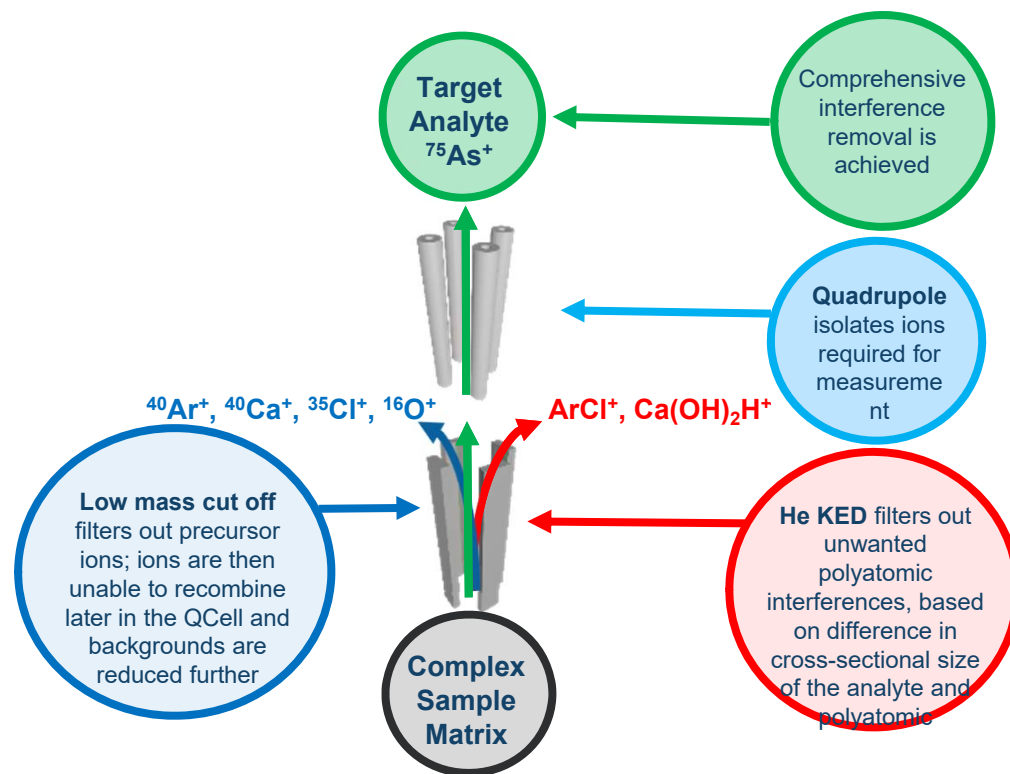 Target
Analyte
⁷⁵As⁺
Comprehensive
interference
removal is
achieved
Quadrupole
isolates ions
required for
measureme
nt
⁴⁰Ar⁺, ⁴⁰Ca⁺, ³⁵Cl⁺, ¹⁶O⁺
ArCl⁺, Ca(OH)₂H⁺
Low mass cut off
filters out precursor
ions; ions are then
unable to recombine
later in the QCell and
backgrounds are
reduced further
He KED filters out
unwanted
polyatomic
interferences, based
on difference in
cross-sectional size
of the analyte and
polyatomic
Complex
Sample
Matrix